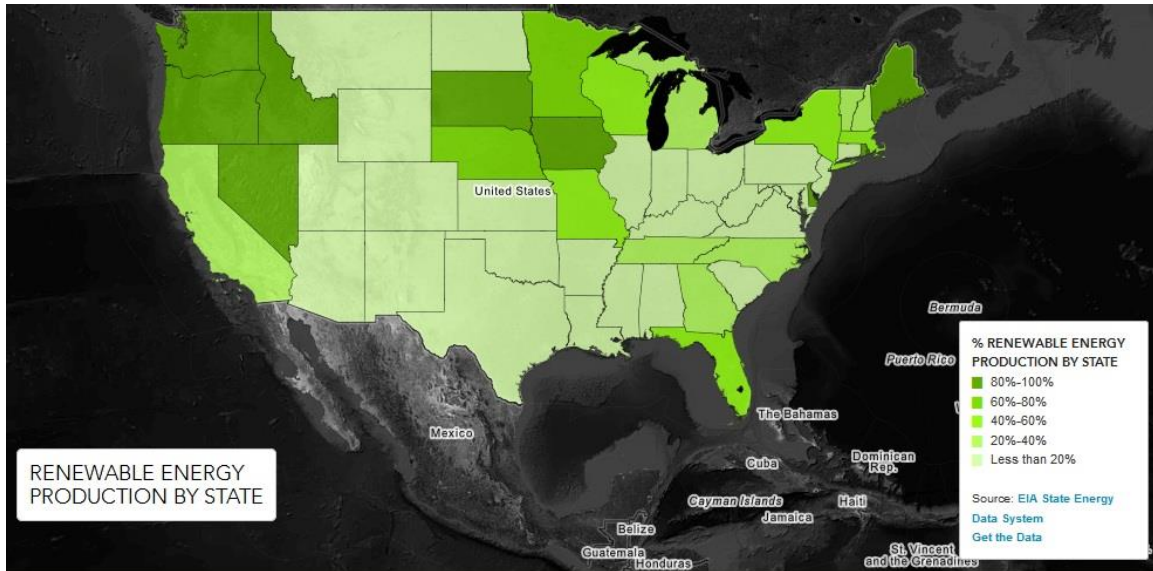 United States
Bermuda
Puerto Rico
The Bahamas
Mexico
Cuba
Dominican
Rep.
Cayman Islands
Haiti
Jamaica
Belize
Guatemala
Honduras
St. Vincent
and the Grenadines
RENEWABLE ENERGY
PRODUCTION BY STATE
% RENEWABLE ENERGY
PRODUCTION BY STATE
80%-100%
60%-80%
40%-60%
20%-40%
Less than 20%
Source: EIA State Energy
Data System
Get the Data